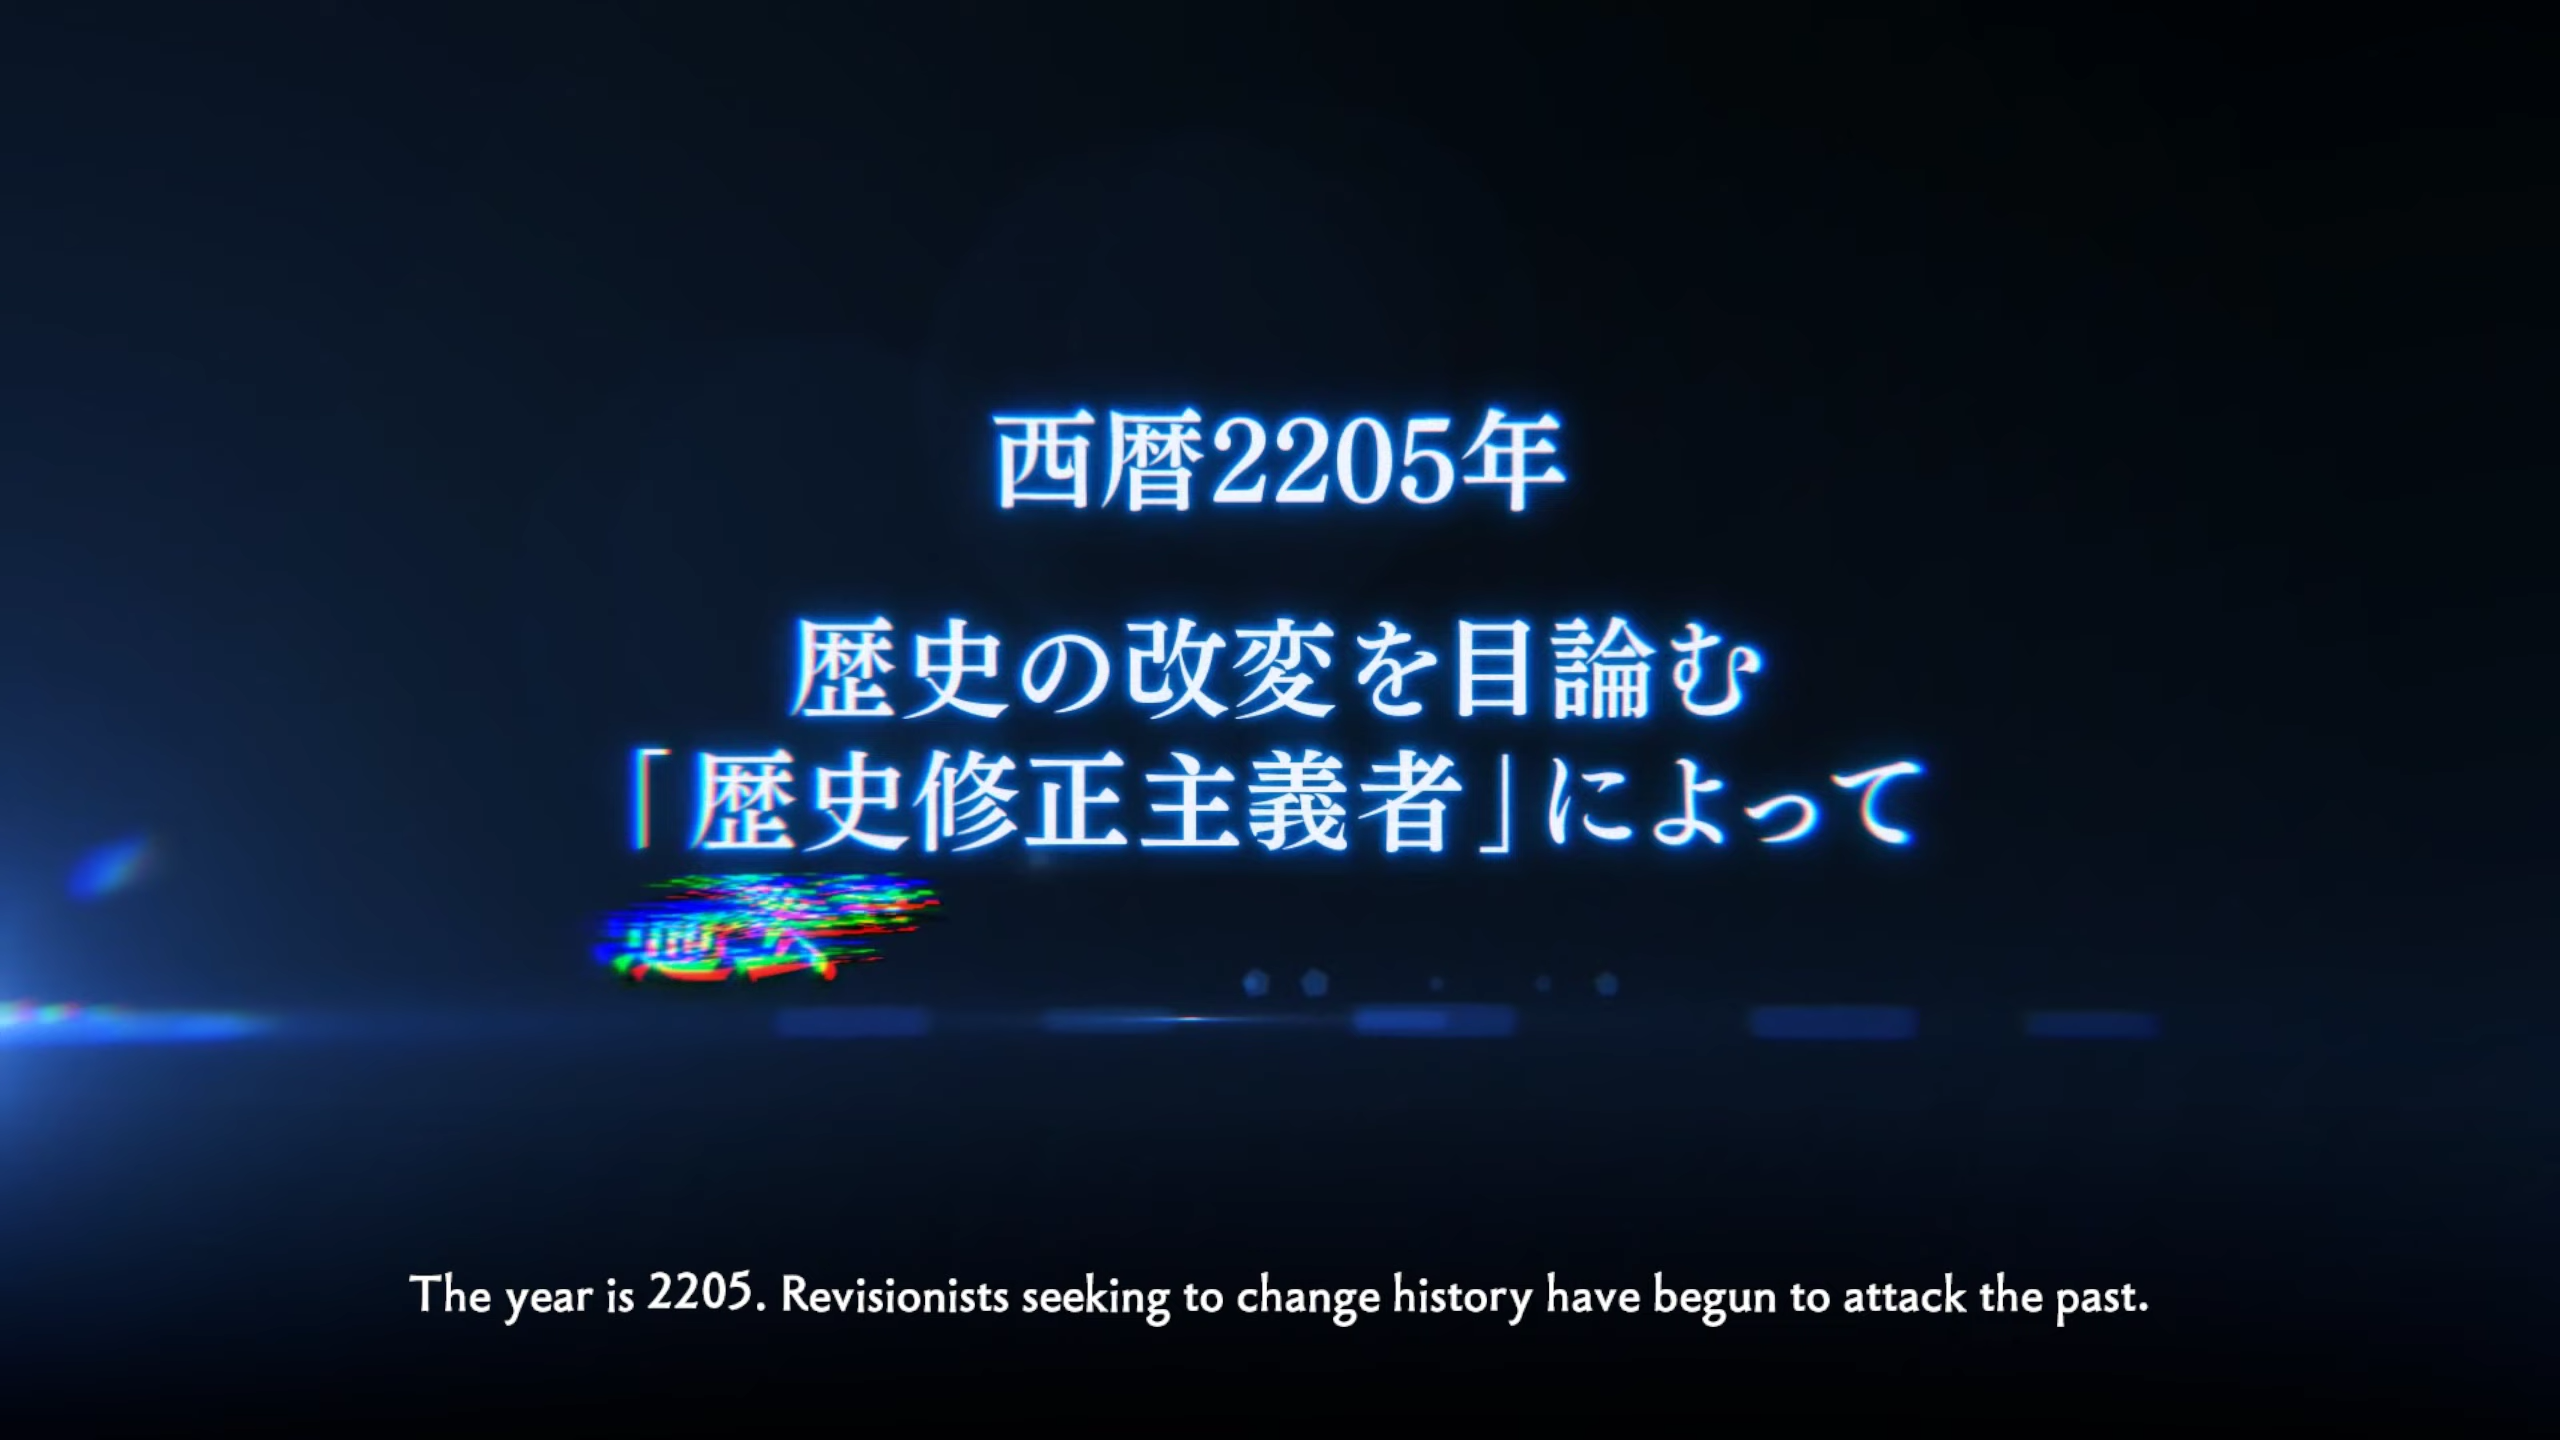 西暦2205年
歴史の改変を目論む
「歴史修正主義者」によって
The year is 2205. Revisionists seeking to change history have begun to attack the past.